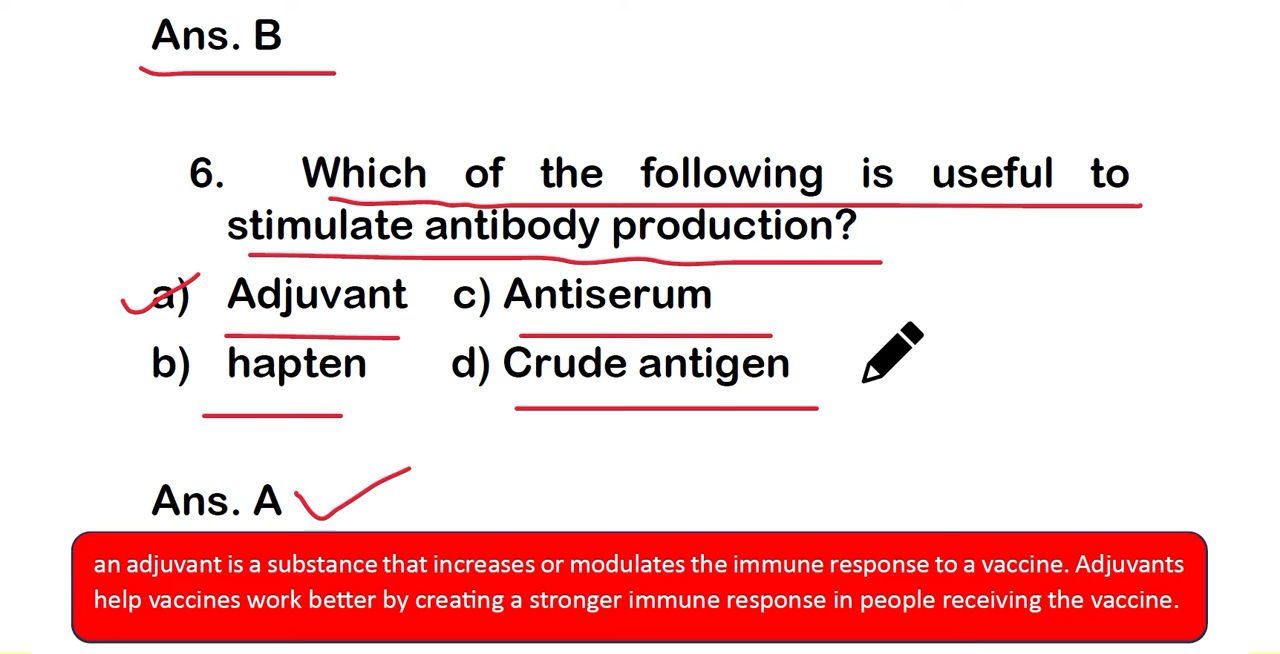 Ans. B
6. Which of the following is useful to
stimulate antibody production?
a) Adjuvant c) Antiserum
b) hapten d) Crude antigen
Ans. A
an adjuvant is a substance that increases or modulates the immune response to a vaccine. Adjuvants
help vaccines work better by creating a stronger immune response in people receiving the vaccine.